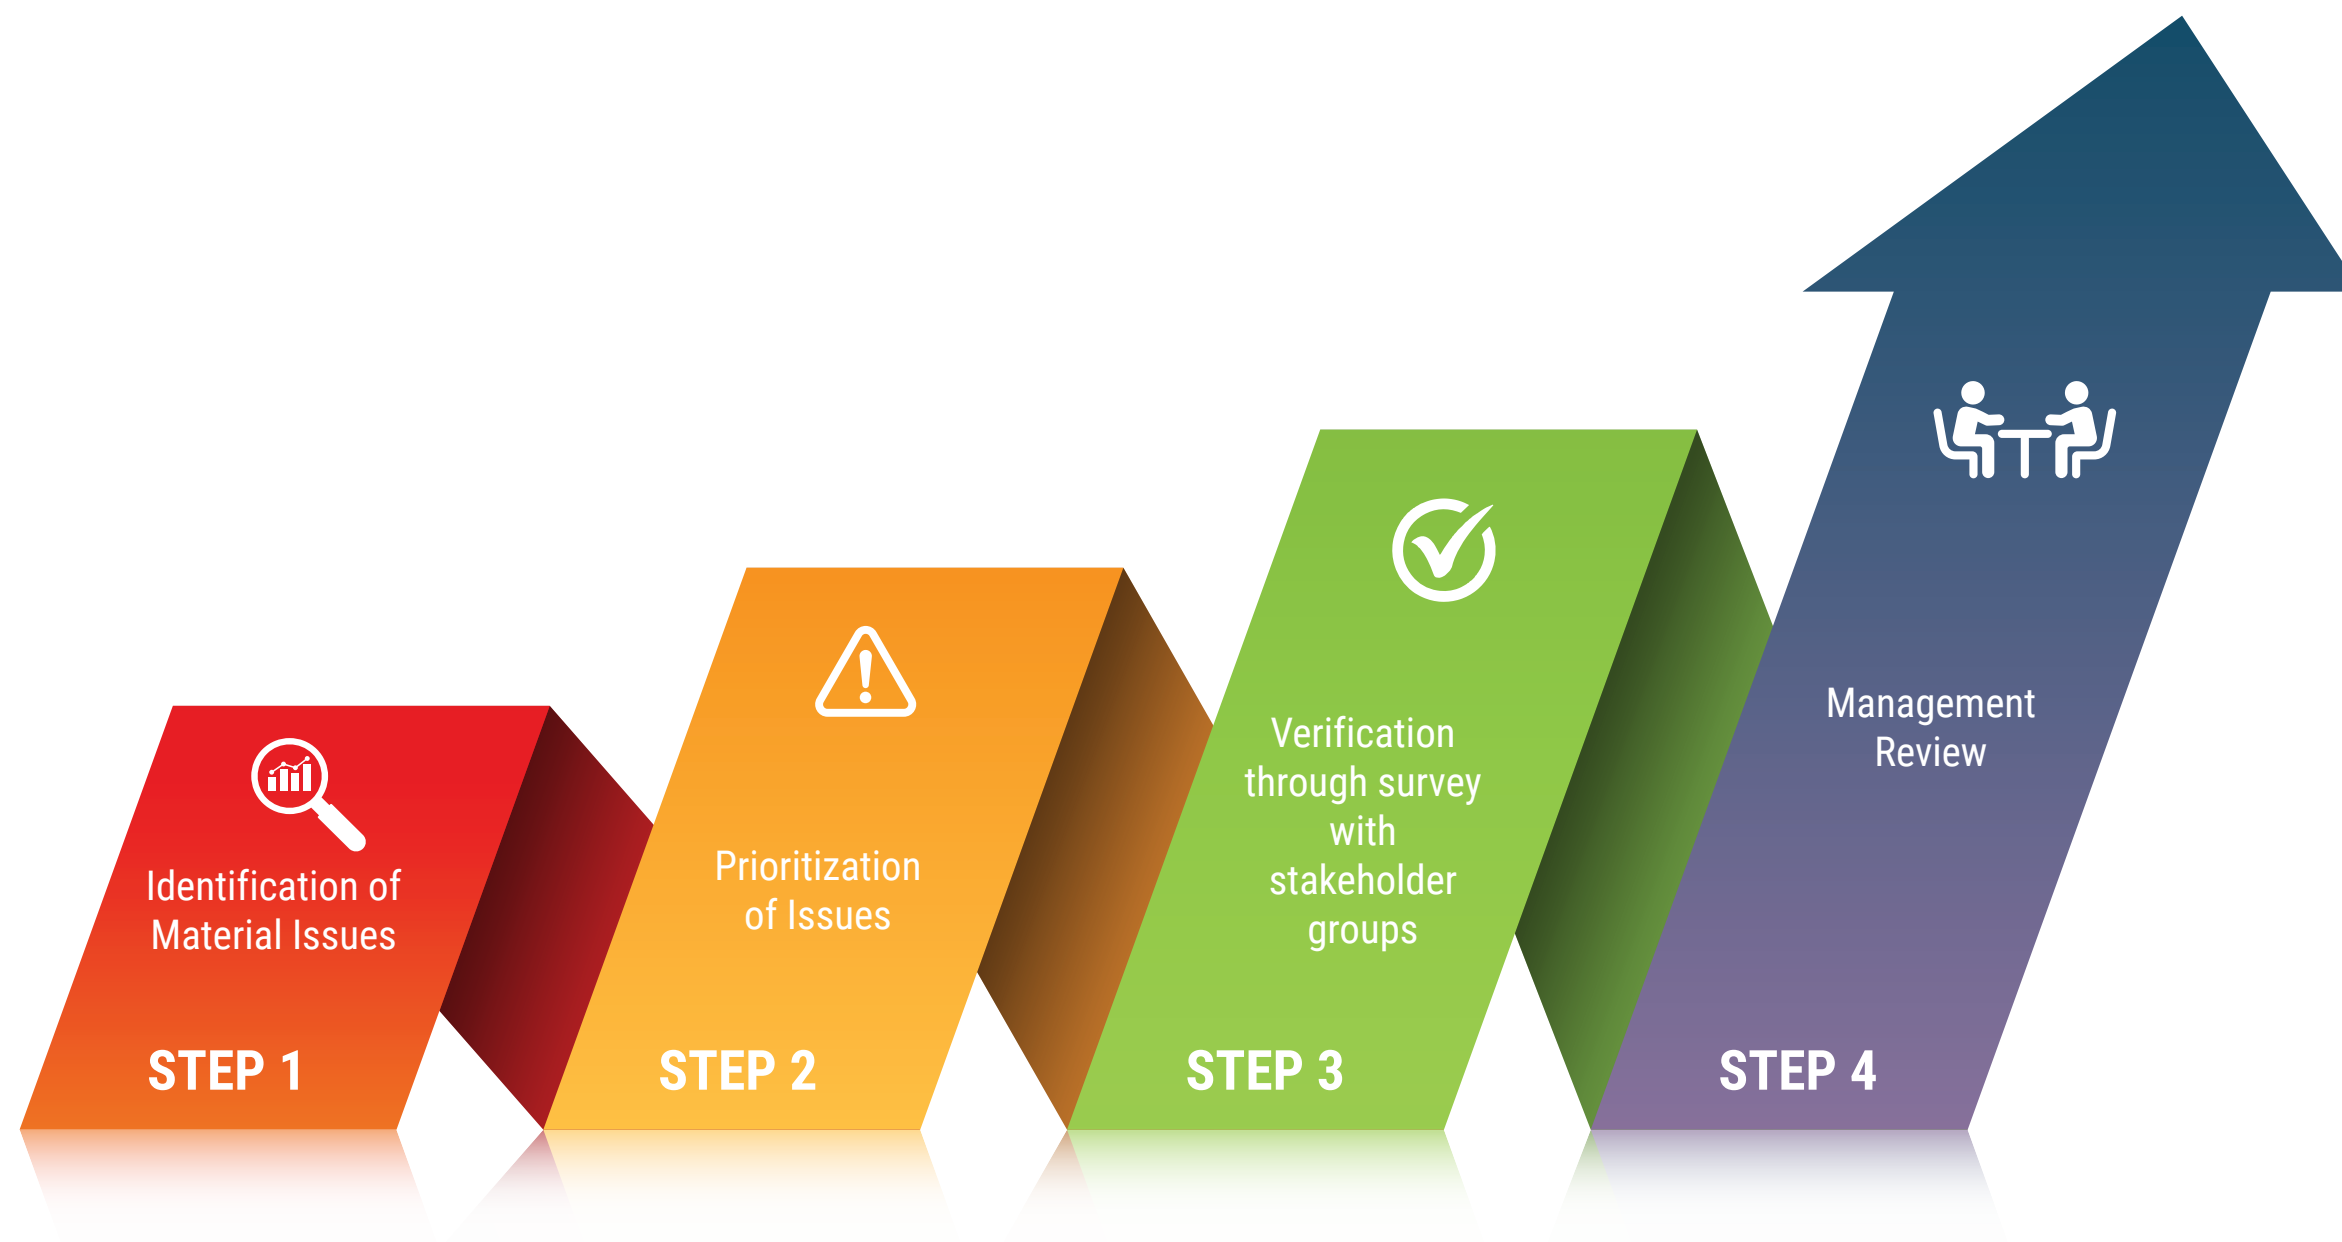 Identification of
Material Issues
STEP 1
Prioritization
of Issues
STEP 2
Verification
through survey
with
stakeholder
groups
STEP 3
Management
Review
STEP 4